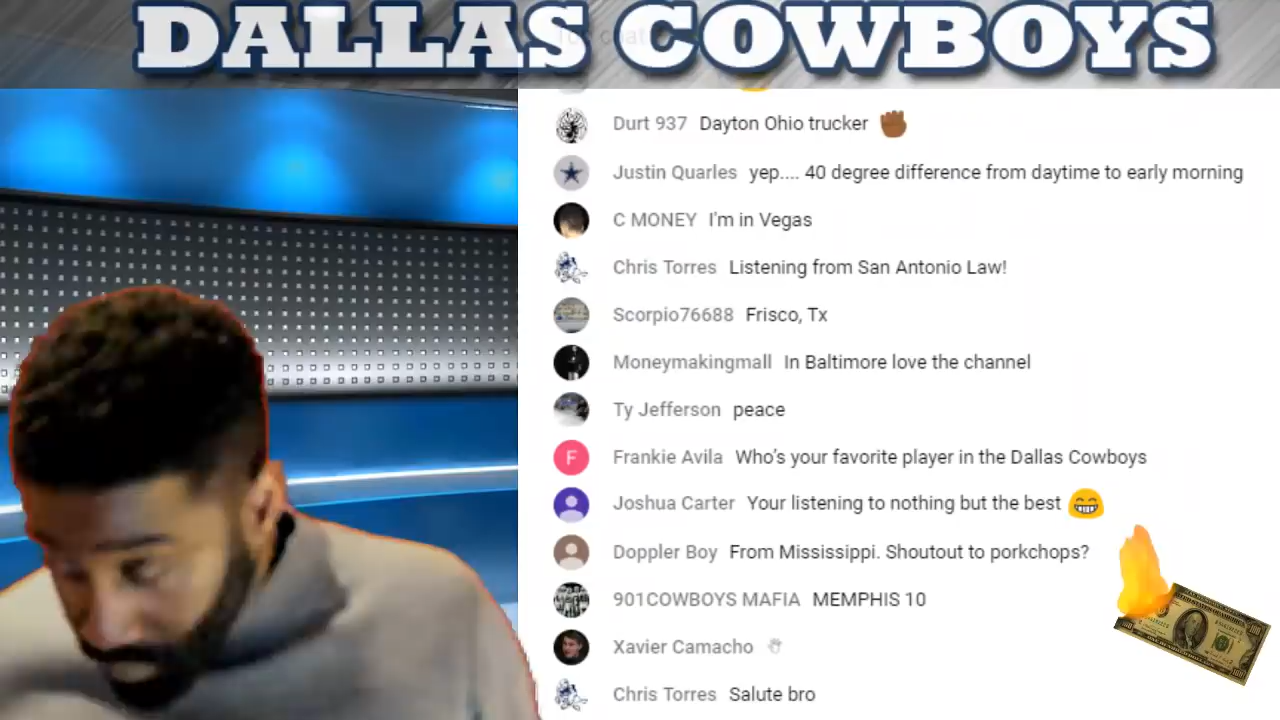 DALLAS COWBOYS
Top chat
Durt 937 Dayton Ohio trucker
Justin Quarles yep.... 40 degree difference from daytime to early morning
C MONEY I'm in Vegas
Chris Torres Listening from San Antonio Law!
Scorpio76688 Frisco, Tx
Moneymakingmall In Baltimore love the channel
Ty Jefferson peace
F Frankie Avila Who's your favorite player in the Dallas Cowboys
Joshua Carter Your listening to nothing but the best
Doppler Boy From Mississippi. Shoutout to porkchops?
901COWBOYS MAFIA MEMPHIS 10
Xavier Camacho
Chris Torres Salute bro